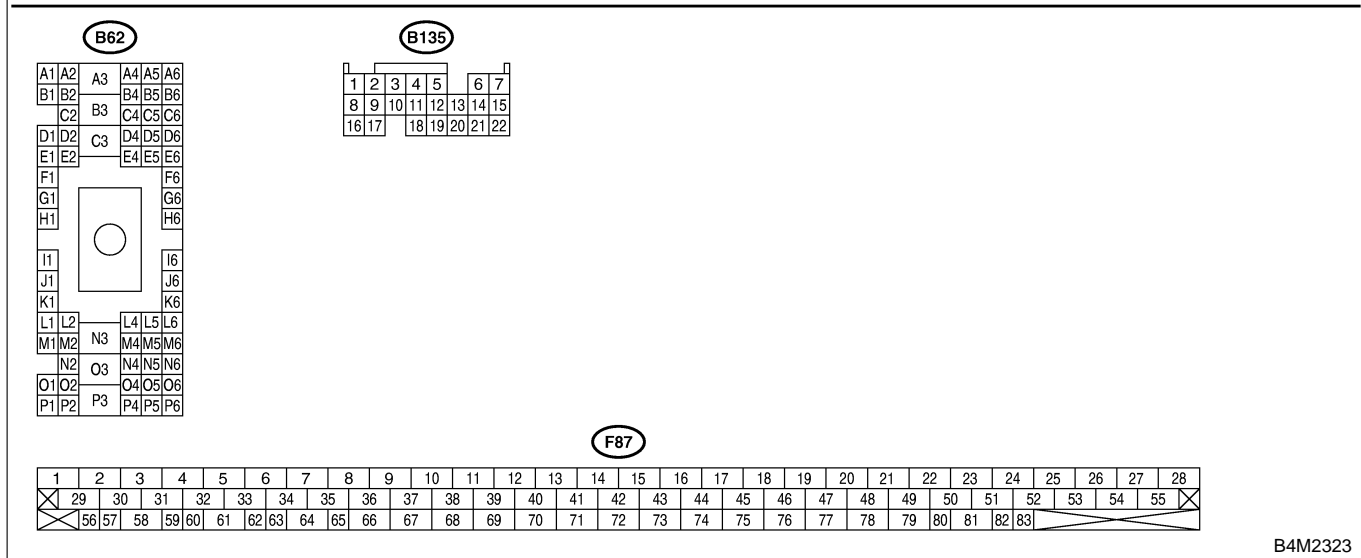 B62 B135
A1 A2 A3 A4 A5 A6
B1 B2 B3 B4 B5 B6
C2 C3 C4 C5 C6
D1 D2 D4 D5 D6
E1 E2 E4 E5 E6
F1 F6
G1 G6
H1 H6
I1 I6
J1 J6
K1 K6
L1 L2 L4 L5 L6
M1 M2 N3 M4 M5 M6
N2 O3 N4 N5 N6
O1 O2 O4 O5 O6
P1 P2 P3 P4 P5 P6
1 2 3 4 5 6 7
8 9 10 11 12 13 14 15
16 17 18 19 20 21 22
F87
1 2 3 4 5 6 7 8 9 10 11 12 13 14 15 16 17 18 19 20 21 22 23 24 25 26 27 28
29 30 31 32 33 34 35 36 37 38 39 40 41 42 43 44 45 46 47 48 49 50 51 52 53 54 55
56 57 58 59 60 61 62 63 64 65 66 67 68 69 70 71 72 73 74 75 76 77 78 79 80 81 82 83
B4M2323